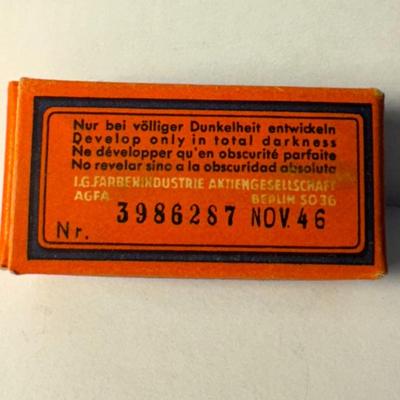 Nur bei völliger Dunkelheit entwickeln
Develop only in total darkness
Ne développer qu'en obscurité parfaite
No revelar sino a la obscuridad absoluta
I.G. FARBENINDUSTRIE AKTIENGESELLSCHAFT
AGFA BERLIN SO 36
Nr. 3986287 NOV. 46